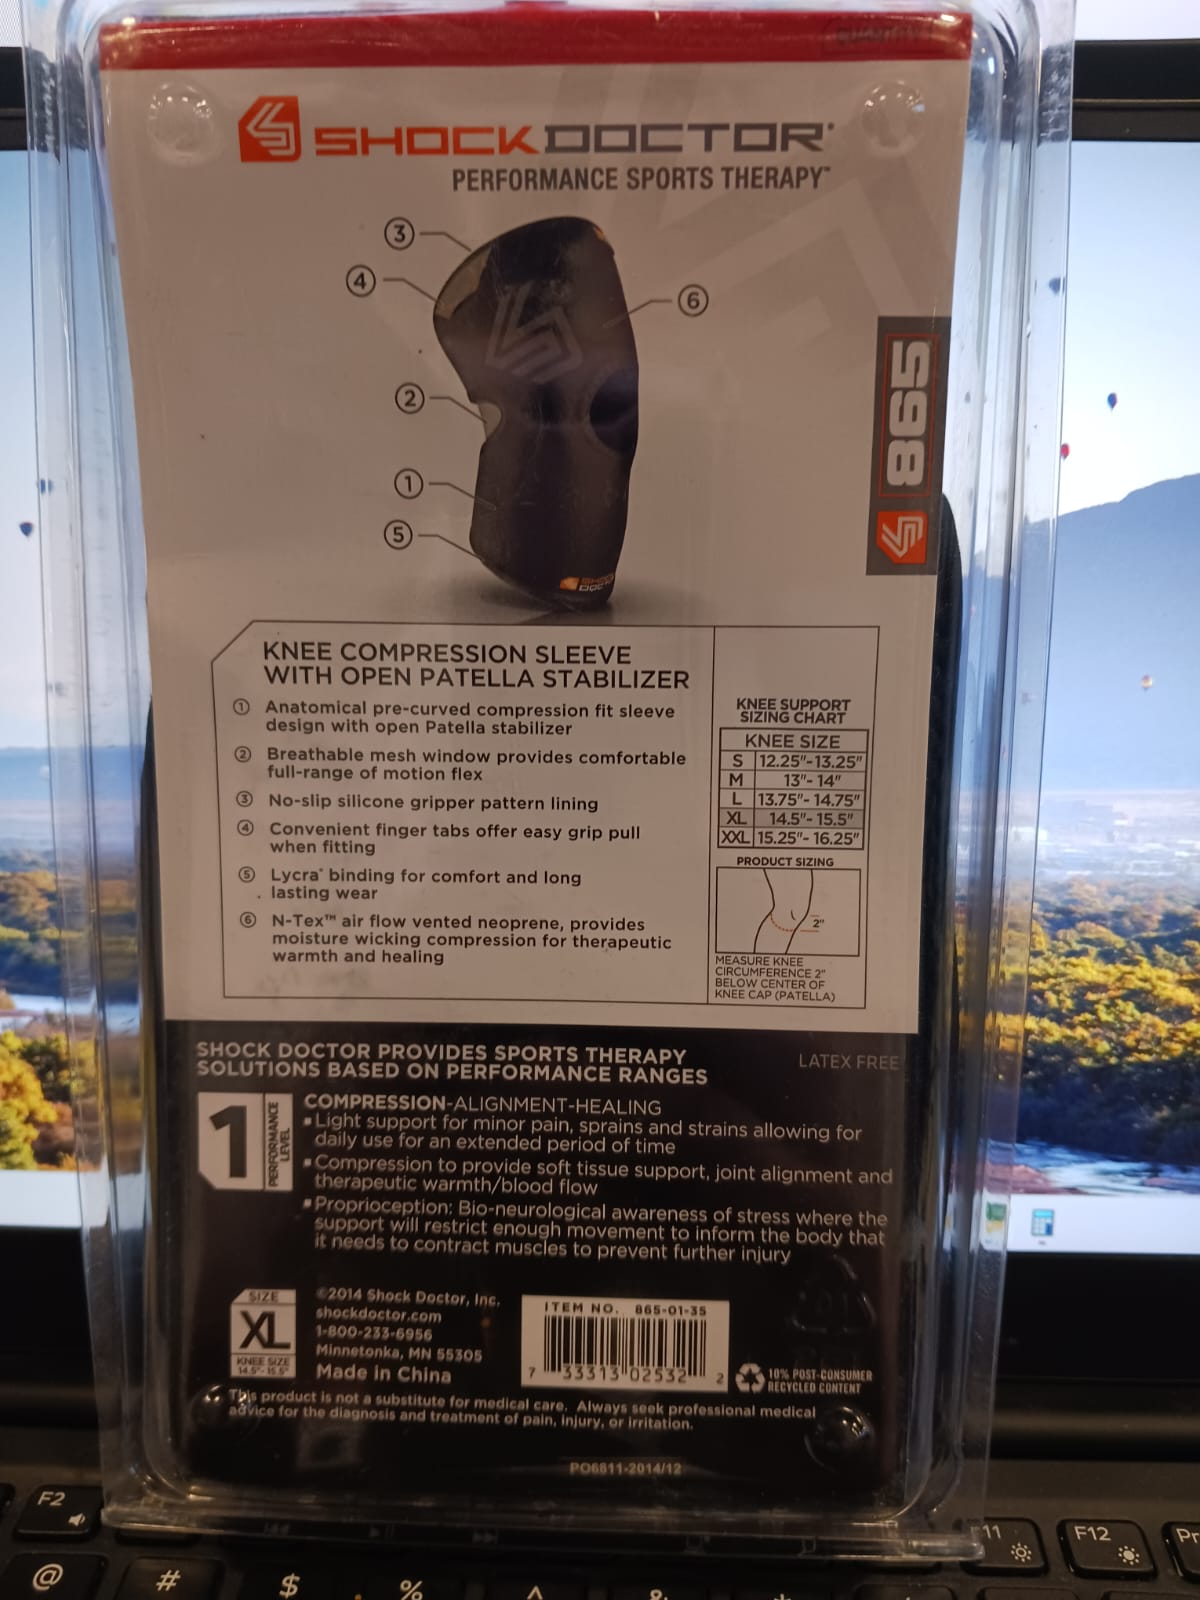 SHOCK DOCTOR
PERFORMANCE SPORTS THERAPY™
3
4
6
2
1
5
865
SHOCK
DOCTOR
KNEE COMPRESSION SLEEVE
WITH OPEN PATELLA STABILIZER
① Anatomical pre-curved compression fit sleeve
design with open Patella stabilizer
② Breathable mesh window provides comfortable
full-range of motion flex
③ No-slip silicone gripper pattern lining
④ Convenient finger tabs offer easy grip pull
when fitting
⑤ Lycra® binding for comfort and long
lasting wear
⑥ N-Tex™ air flow vented neoprene, provides
moisture wicking compression for therapeutic
warmth and healing
KNEE SUPPORT
SIZING CHART
KNEE SIZE
S 12.25"-13.25"
M 13"- 14"
L 13.75"- 14.75"
XL 14.5"- 15.5"
XXL 15.25"- 16.25"
PRODUCT SIZING
2"
MEASURE KNEE
CIRCUMFERENCE 2"
BELOW CENTER OF
KNEE CAP (PATELLA)
SHOCK DOCTOR PROVIDES SPORTS THERAPY
SOLUTIONS BASED ON PERFORMANCE RANGES
LATEX FREE
1 PERFORMANCE
LEVEL
COMPRESSION-ALIGNMENT-HEALING
▪ Light support for minor pain, sprains and strains allowing for
daily use for an extended period of time
▪ Compression to provide soft tissue support, joint alignment and
therapeutic warmth/blood flow
▪ Proprioception: Bio-neurological awareness of stress where the
support will restrict enough movement to inform the body that
it needs to contract muscles to prevent further injury
SIZE
XL
KNEE SIZE
14.5"-15.5"
©2014 Shock Doctor, Inc.
shockdoctor.com
1-800-233-6956
Minnetonka, MN 55305
Made in China
ITEM NO. 865-01-35
7 33313 02532 2
10% POST-CONSUMER
RECYCLED CONTENT
This product is not a substitute for medical care. Always seek professional medical
advice for the diagnosis and treatment of pain, injury, or irritation.
PO6811-2014/12
F2
F12
Pr
@ # $ % ^ &